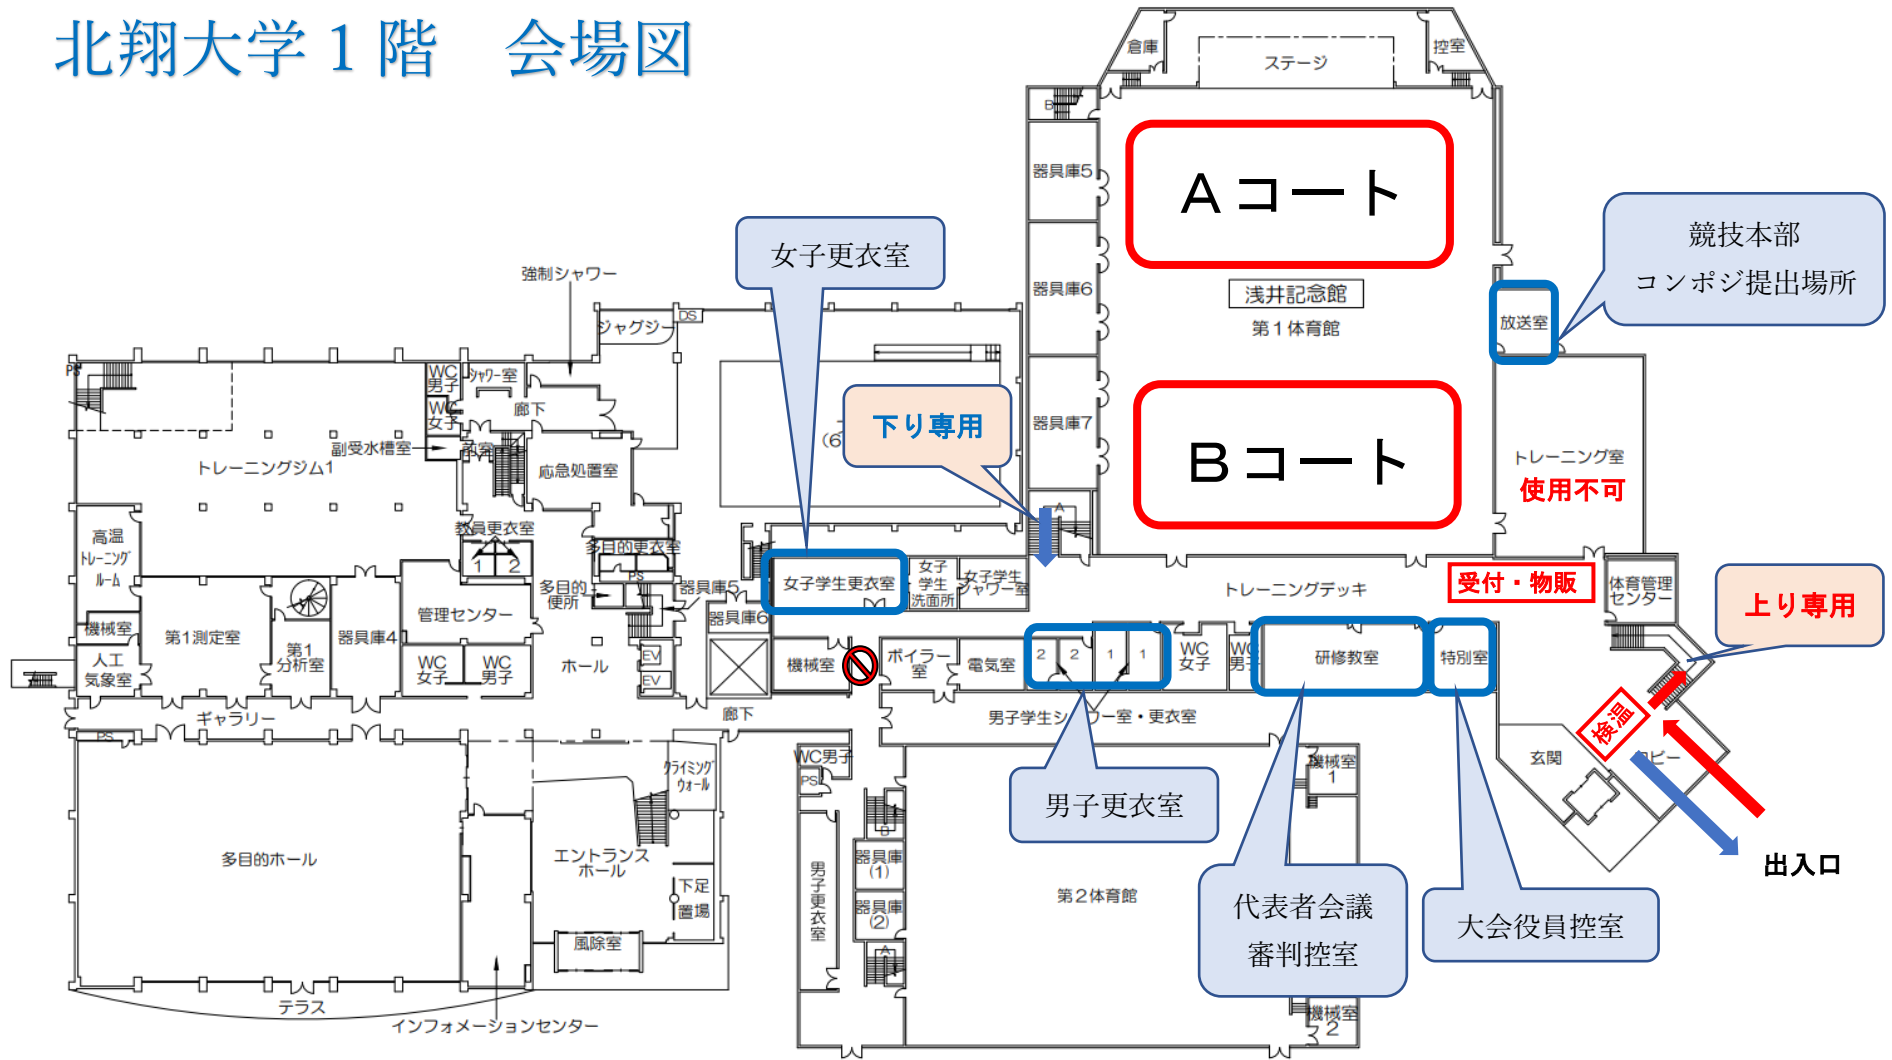 北翔大学1階　会場図
倉庫
ステージ
控室
B
器具庫5
Aコート
器具庫6
浅井記念館
第1体育館
競技本部
コンポジ提出場所
放送室
器具庫7
Bコート
トレーニング室
使用不可
女子更衣室
強制シャワー
ジャグジー
DS
下り専用
(6
A
PS
WC
男子
シャワー室
WC
女子
廊下
副受水槽室
前室
トレーニングジム1
応急処置室
高温
トレーニング
ルーム
教員更衣室
1
2
多目的更衣室
PS
多目的
便所
器具庫5
器具庫6
女子学生更衣室
女子
学生
洗面所
女子学生
シャワー室
トレーニングデッキ
受付・物販
体育管理
センター
上り専用
機械室
第1測定室
第1
分析室
器具庫4
管理センター
人工
気象室
WC
女子
WC
男子
ホール
EV
EV
機械室
ボイラー
室
電気室
2
2
1
1
WC
女子
WC
男子
研修教室
特別室
ギャラリー
廊下
男子学生シャワー室・更衣室
検温
PS
クライミング
ウォール
WC男子
PS
機械室
1
玄関
ロビー
男子更衣室
出入口
B
多目的ホール
エントランス
ホール
下足
置場
風除室
男子更衣室
器具庫
(1)
器具庫
(2)
A
第2体育館
代表者会議
審判控室
大会役員控室
機械室
2
テラス
インフォメーションセンター